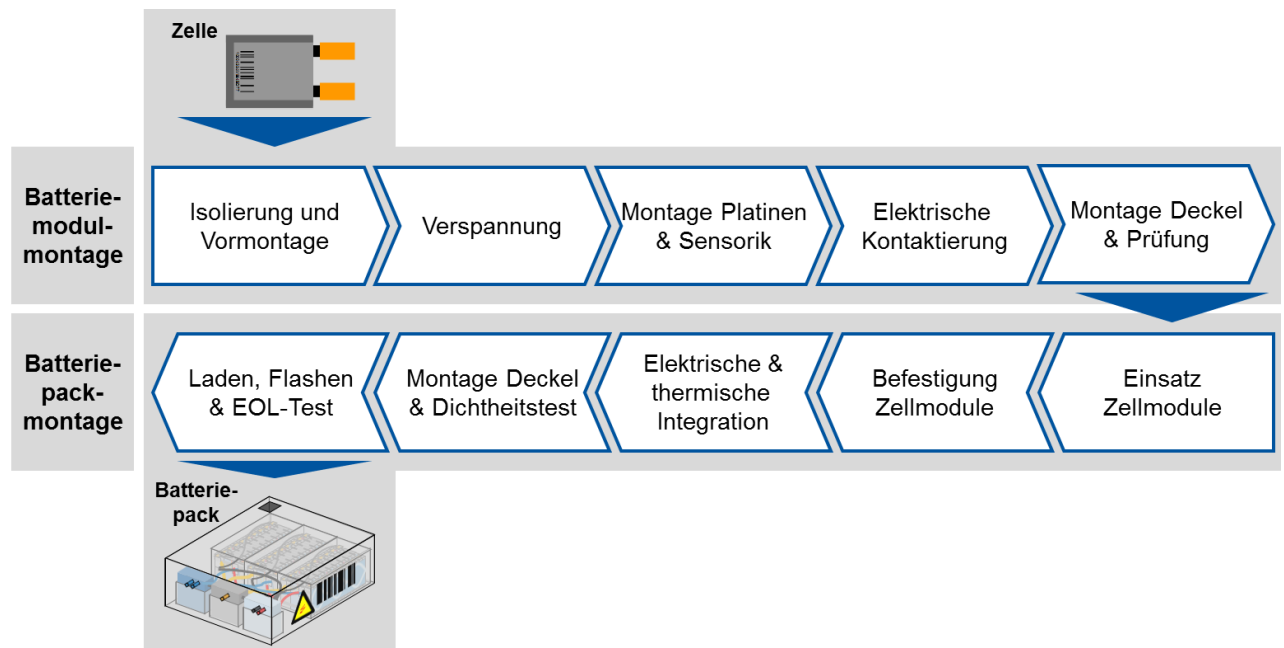 Zelle
Batterie-
modul-
montage
Isolierung und
Vormontage
Verspannung
Montage Platinen
& Sensorik
Elektrische
Kontaktierung
Montage Deckel
& Prüfung
Batterie-
pack-
montage
Laden, Flashen
& EOL-Test
Montage Deckel
& Dichtheitstest
Elektrische &
thermische
Integration
Befestigung
Zellmodule
Einsatz
Zellmodule
Batterie-
pack